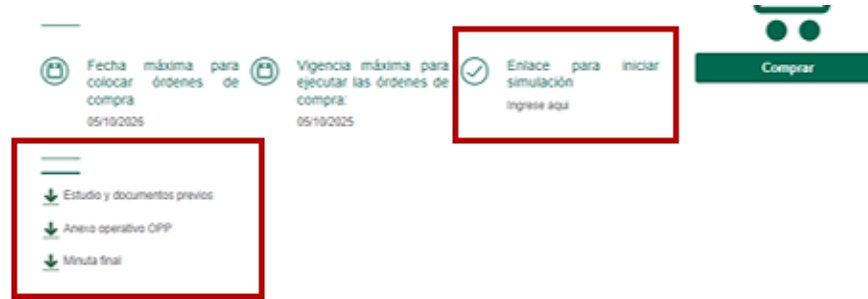 Fecha máxima para
colocar órdenes de
compra
05/10/2026
Vigencia máxima para
ejecutar las órdenes de
compra:
05/10/2025
Enlace para iniciar
simulación
Ingrese aquí
Comprar
Estudio y documentos previos
Anexo operativo OPP
Minuta final